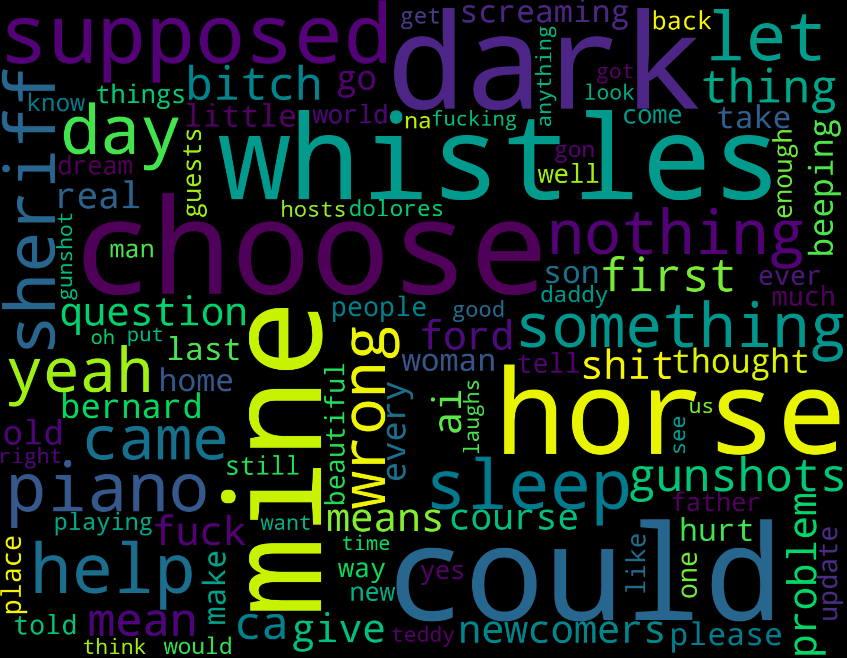 supposed
get
screaming
back
dark
let
bitch
go
things
know
anything
got
look
thing
sheriff
day
little
world
na
fucking
come
take
whistles
dream
guests
gon
well
enough
beeping
real
hosts
dolores
gunshot
man
choose
nothing
son
first
ever
daddy
much
question
people
good
something
oh
put
last
mine
wrong
ford
yeah
home
woman
tell
shit
thought
bernard
beautiful
every
ai
laughs
horse
us
old
came
see
right
still
piano
sleep
gunshots
playing
fuck
want
means
course
father
hurt
problem
update
place
help
make
time
way
could
like
one
yes
new
told
mean
ca
give
teddy
newcomers
please
think
would